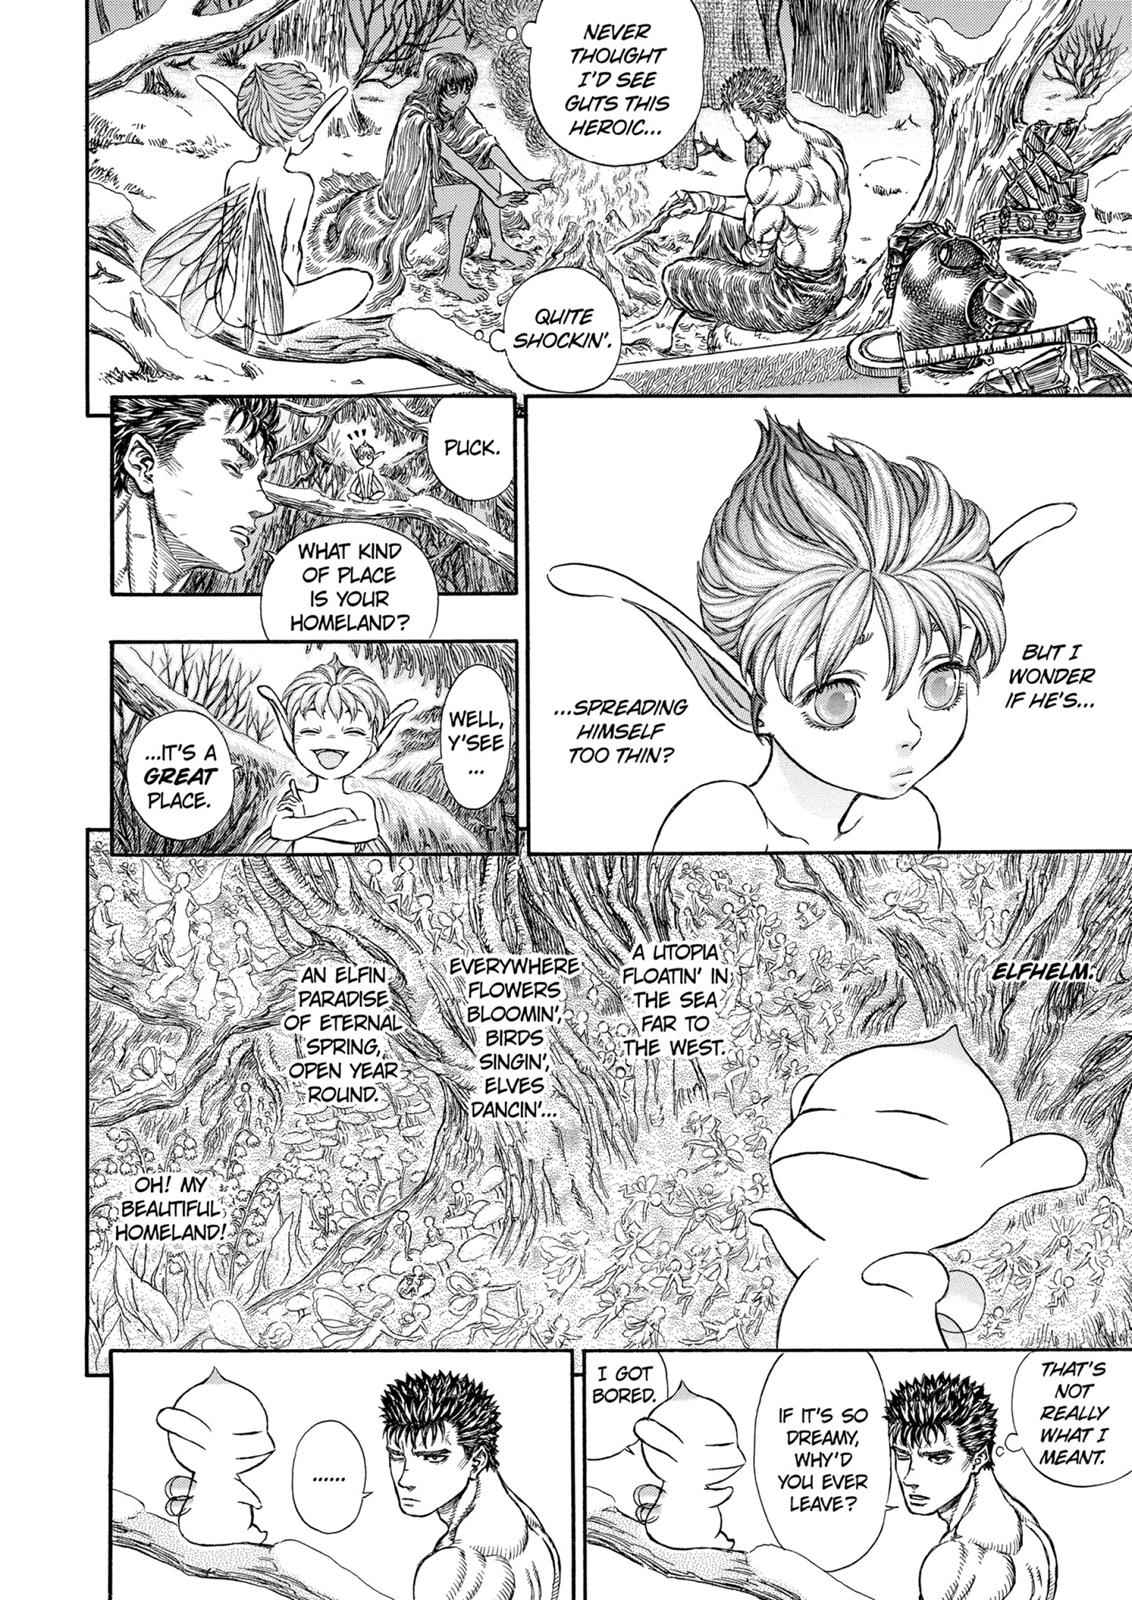 NEVER
THOUGHT
I'D SEE
GUTS THIS
HEROIC...
QUITE
SHOCKIN'.
BUT I
WONDER
IF HE'S...
...SPREADING
HIMSELF
TOO THIN?
PUCK.
WHAT KIND
OF PLACE
IS YOUR
HOMELAND?
WELL,
Y'SEE
...
...IT'S A
GREAT
PLACE.
ELFHELM.
A UTOPIA
FLOATIN' IN
THE SEA
FAR TO
THE WEST.
EVERYWHERE
FLOWERS
BLOOMIN',
BIRDS
SINGIN',
ELVES
DANCIN'...
AN ELFIN
PARADISE
OF ETERNAL
SPRING,
OPEN YEAR
ROUND.
OH! MY
BEAUTIFUL
HOMELAND!
THAT'S
NOT
REALLY
WHAT I
MEANT.
IF IT'S SO
DREAMY,
WHY'D
YOU EVER
LEAVE?
I GOT
BORED.
......